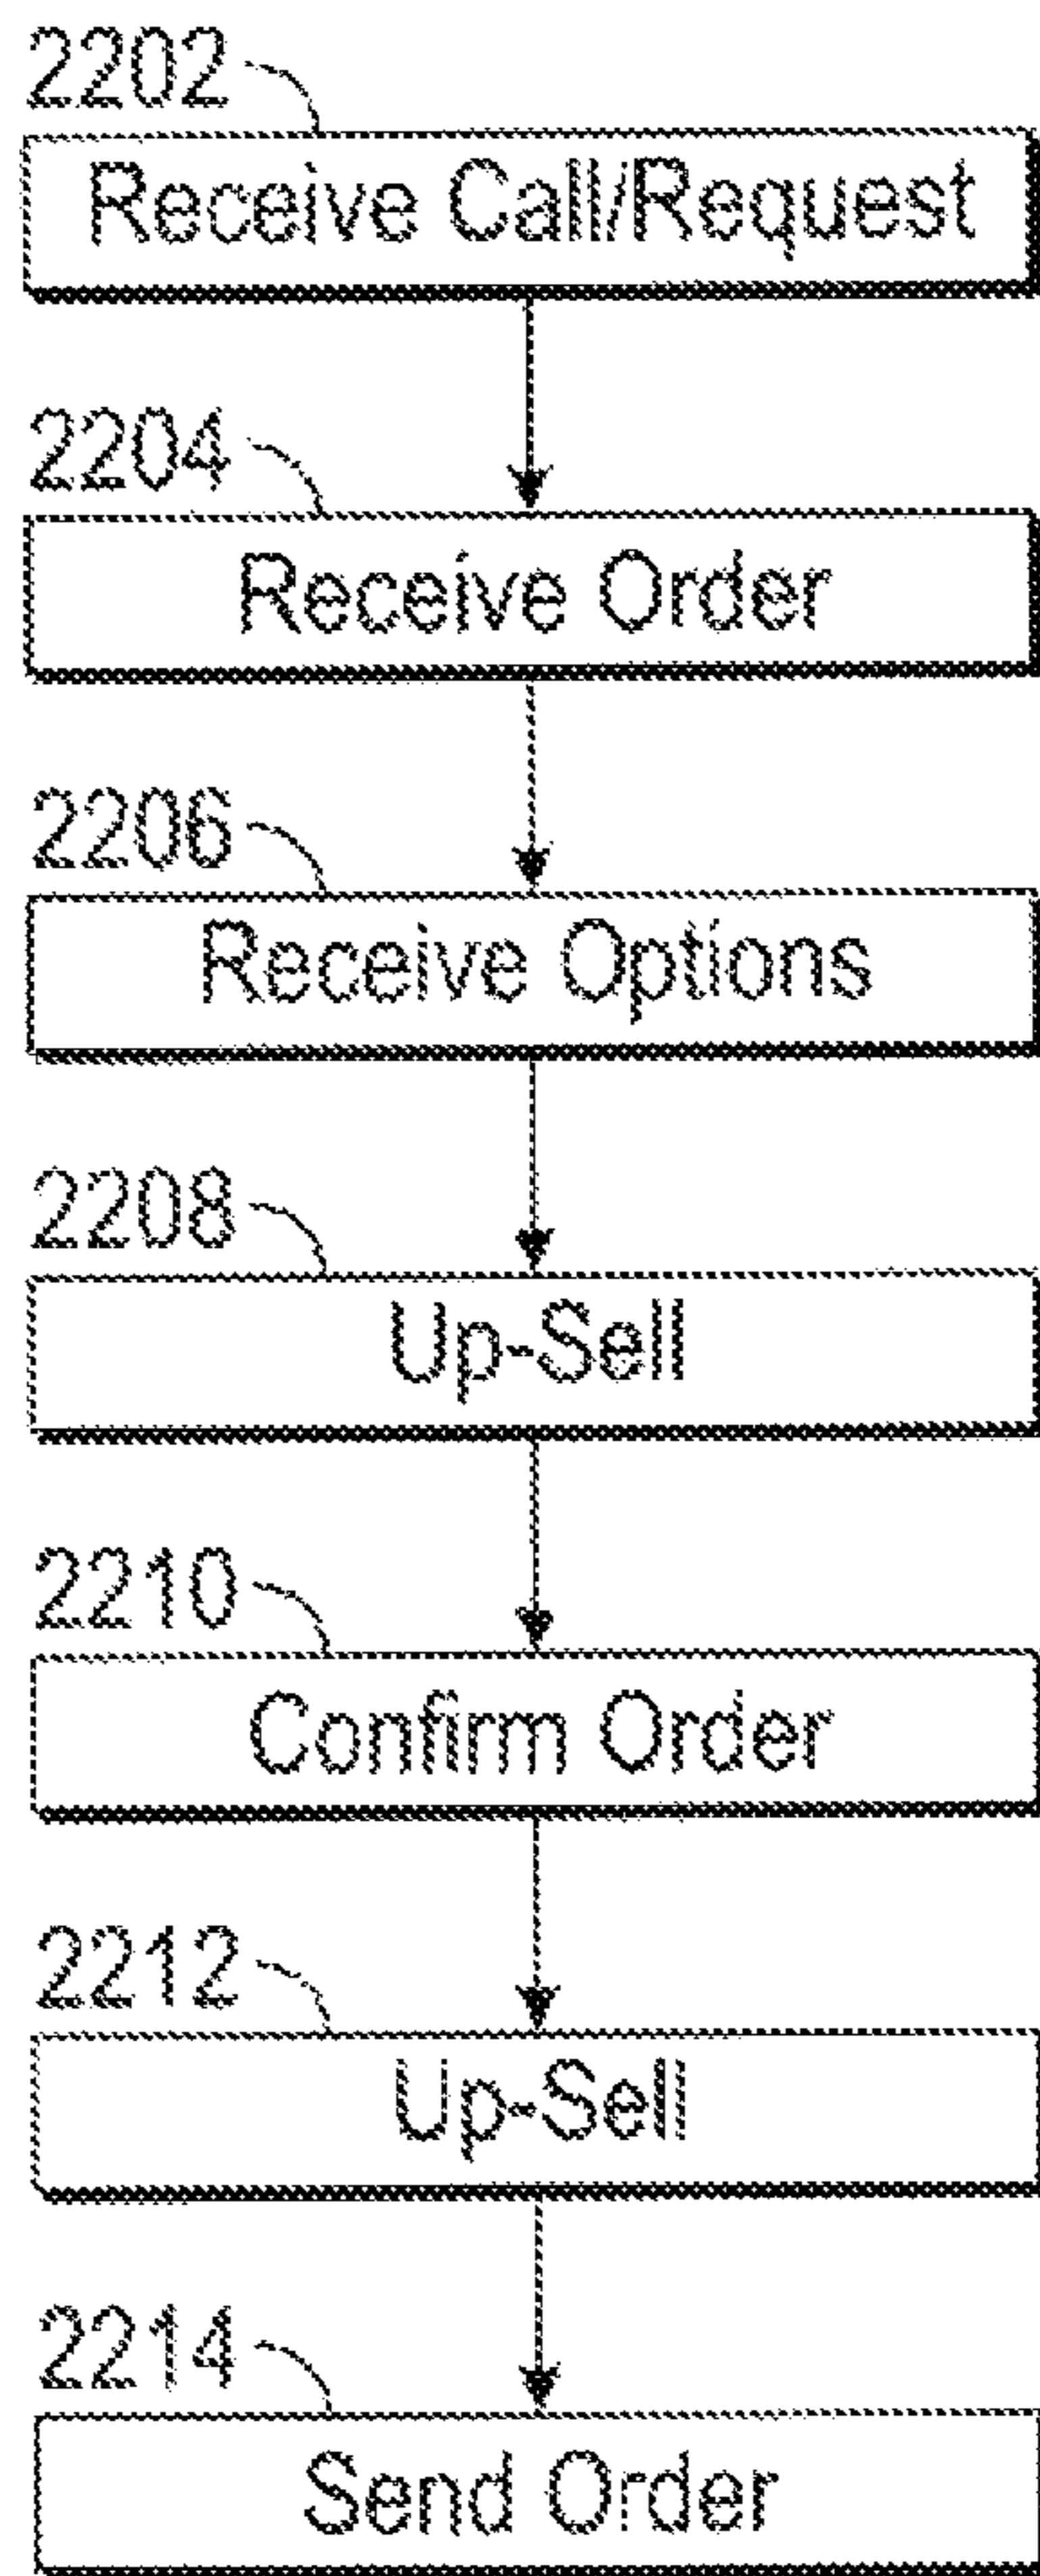 2202
Receive Call/Request
2204
Receive Order
2206
Receive Options
2208
Up-Sell
2210
Confirm Order
2212
Up-Sell
2214
Send Order